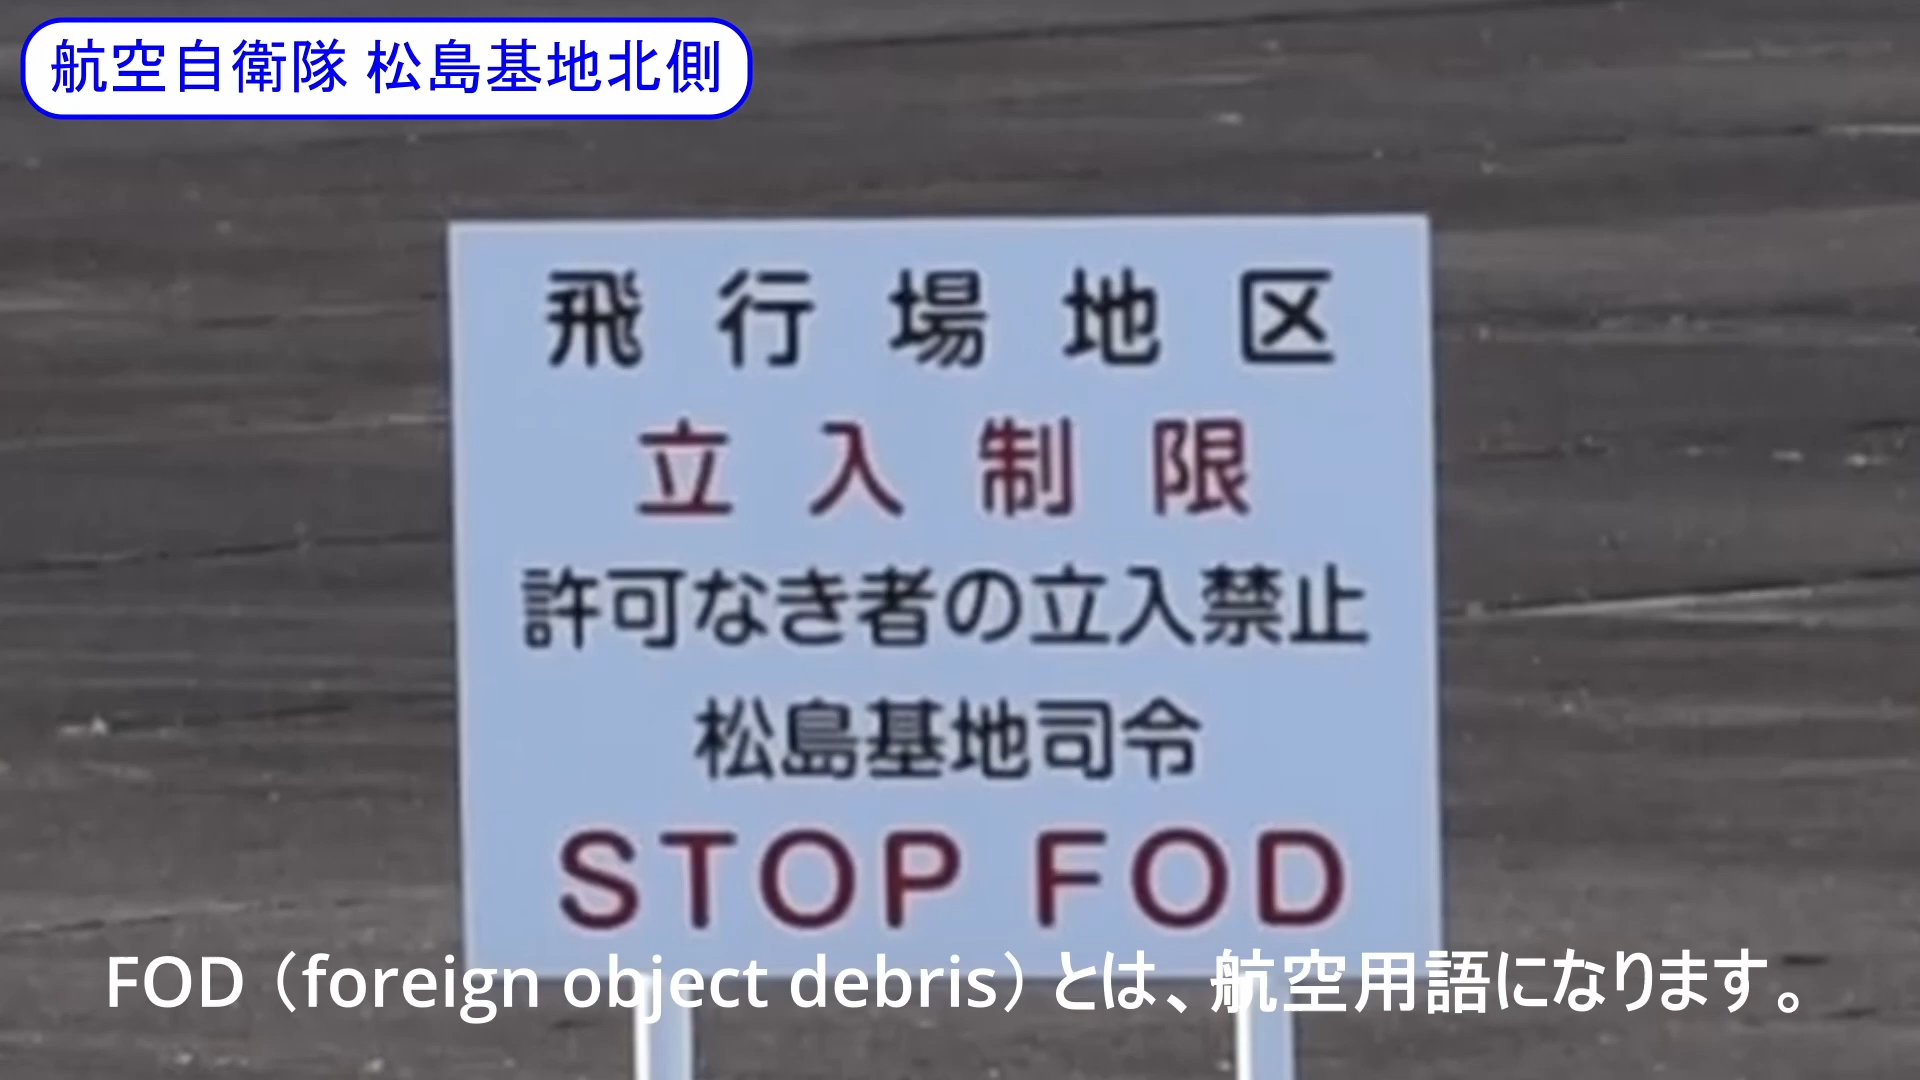 航空自衛隊 松島基地北側
飛行場地区
立入制限
許可なき者の立入禁止
松島基地司令
STOP FOD
FOD（foreign object debris）とは、航空用語になります。